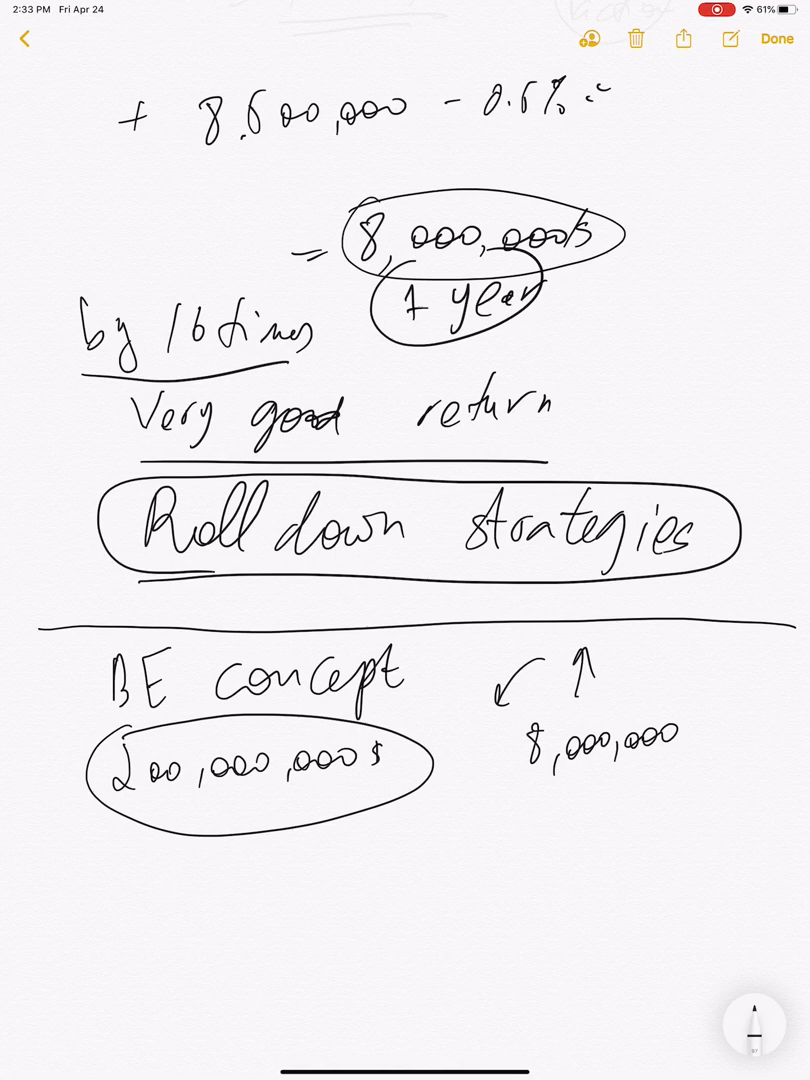 2:33 PM Fri Apr 24 61%
Done
+ 8.500,000 - 0.5% =
= 8,000,000$
1 year
by 16 times
Very good return
Roll down strategies
BE concept
200,000,000$ 8,000,000